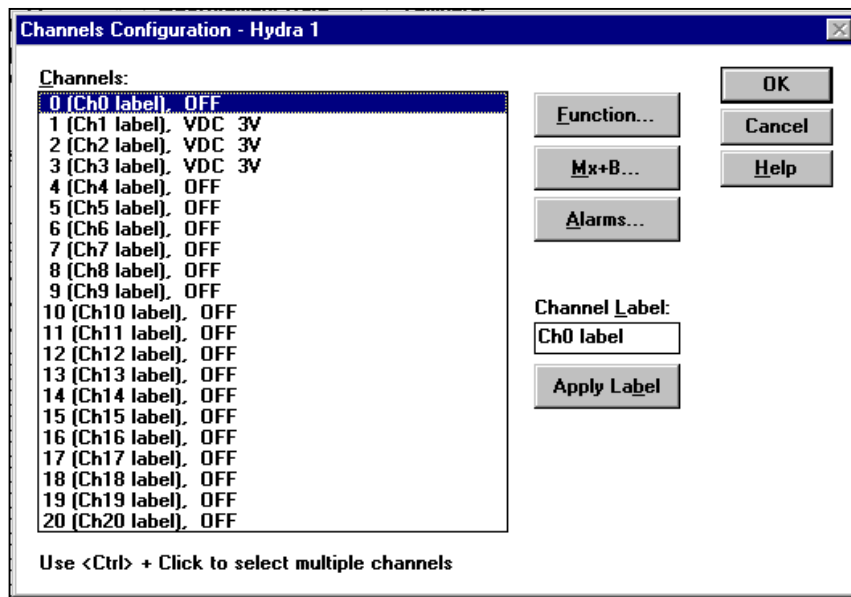 Channels Configuration - Hydra 1
Channels:
0 (Ch0 label), OFF
1 (Ch1 label), VDC 3V
2 (Ch2 label), VDC 3V
3 (Ch3 label), VDC 3V
4 (Ch4 label), OFF
5 (Ch5 label), OFF
6 (Ch6 label), OFF
7 (Ch7 label), OFF
8 (Ch8 label), OFF
9 (Ch9 label), OFF
10 (Ch10 label), OFF
11 (Ch11 label), OFF
12 (Ch12 label), OFF
13 (Ch13 label), OFF
14 (Ch14 label), OFF
15 (Ch15 label), OFF
16 (Ch16 label), OFF
17 (Ch17 label), OFF
18 (Ch18 label), OFF
19 (Ch19 label), OFF
20 (Ch20 label), OFF
Use <Ctrl> + Click to select multiple channels
Function...
Mx+B...
Alarms...
Channel Label:
Ch0 label
Apply Label
OK
Cancel
Help